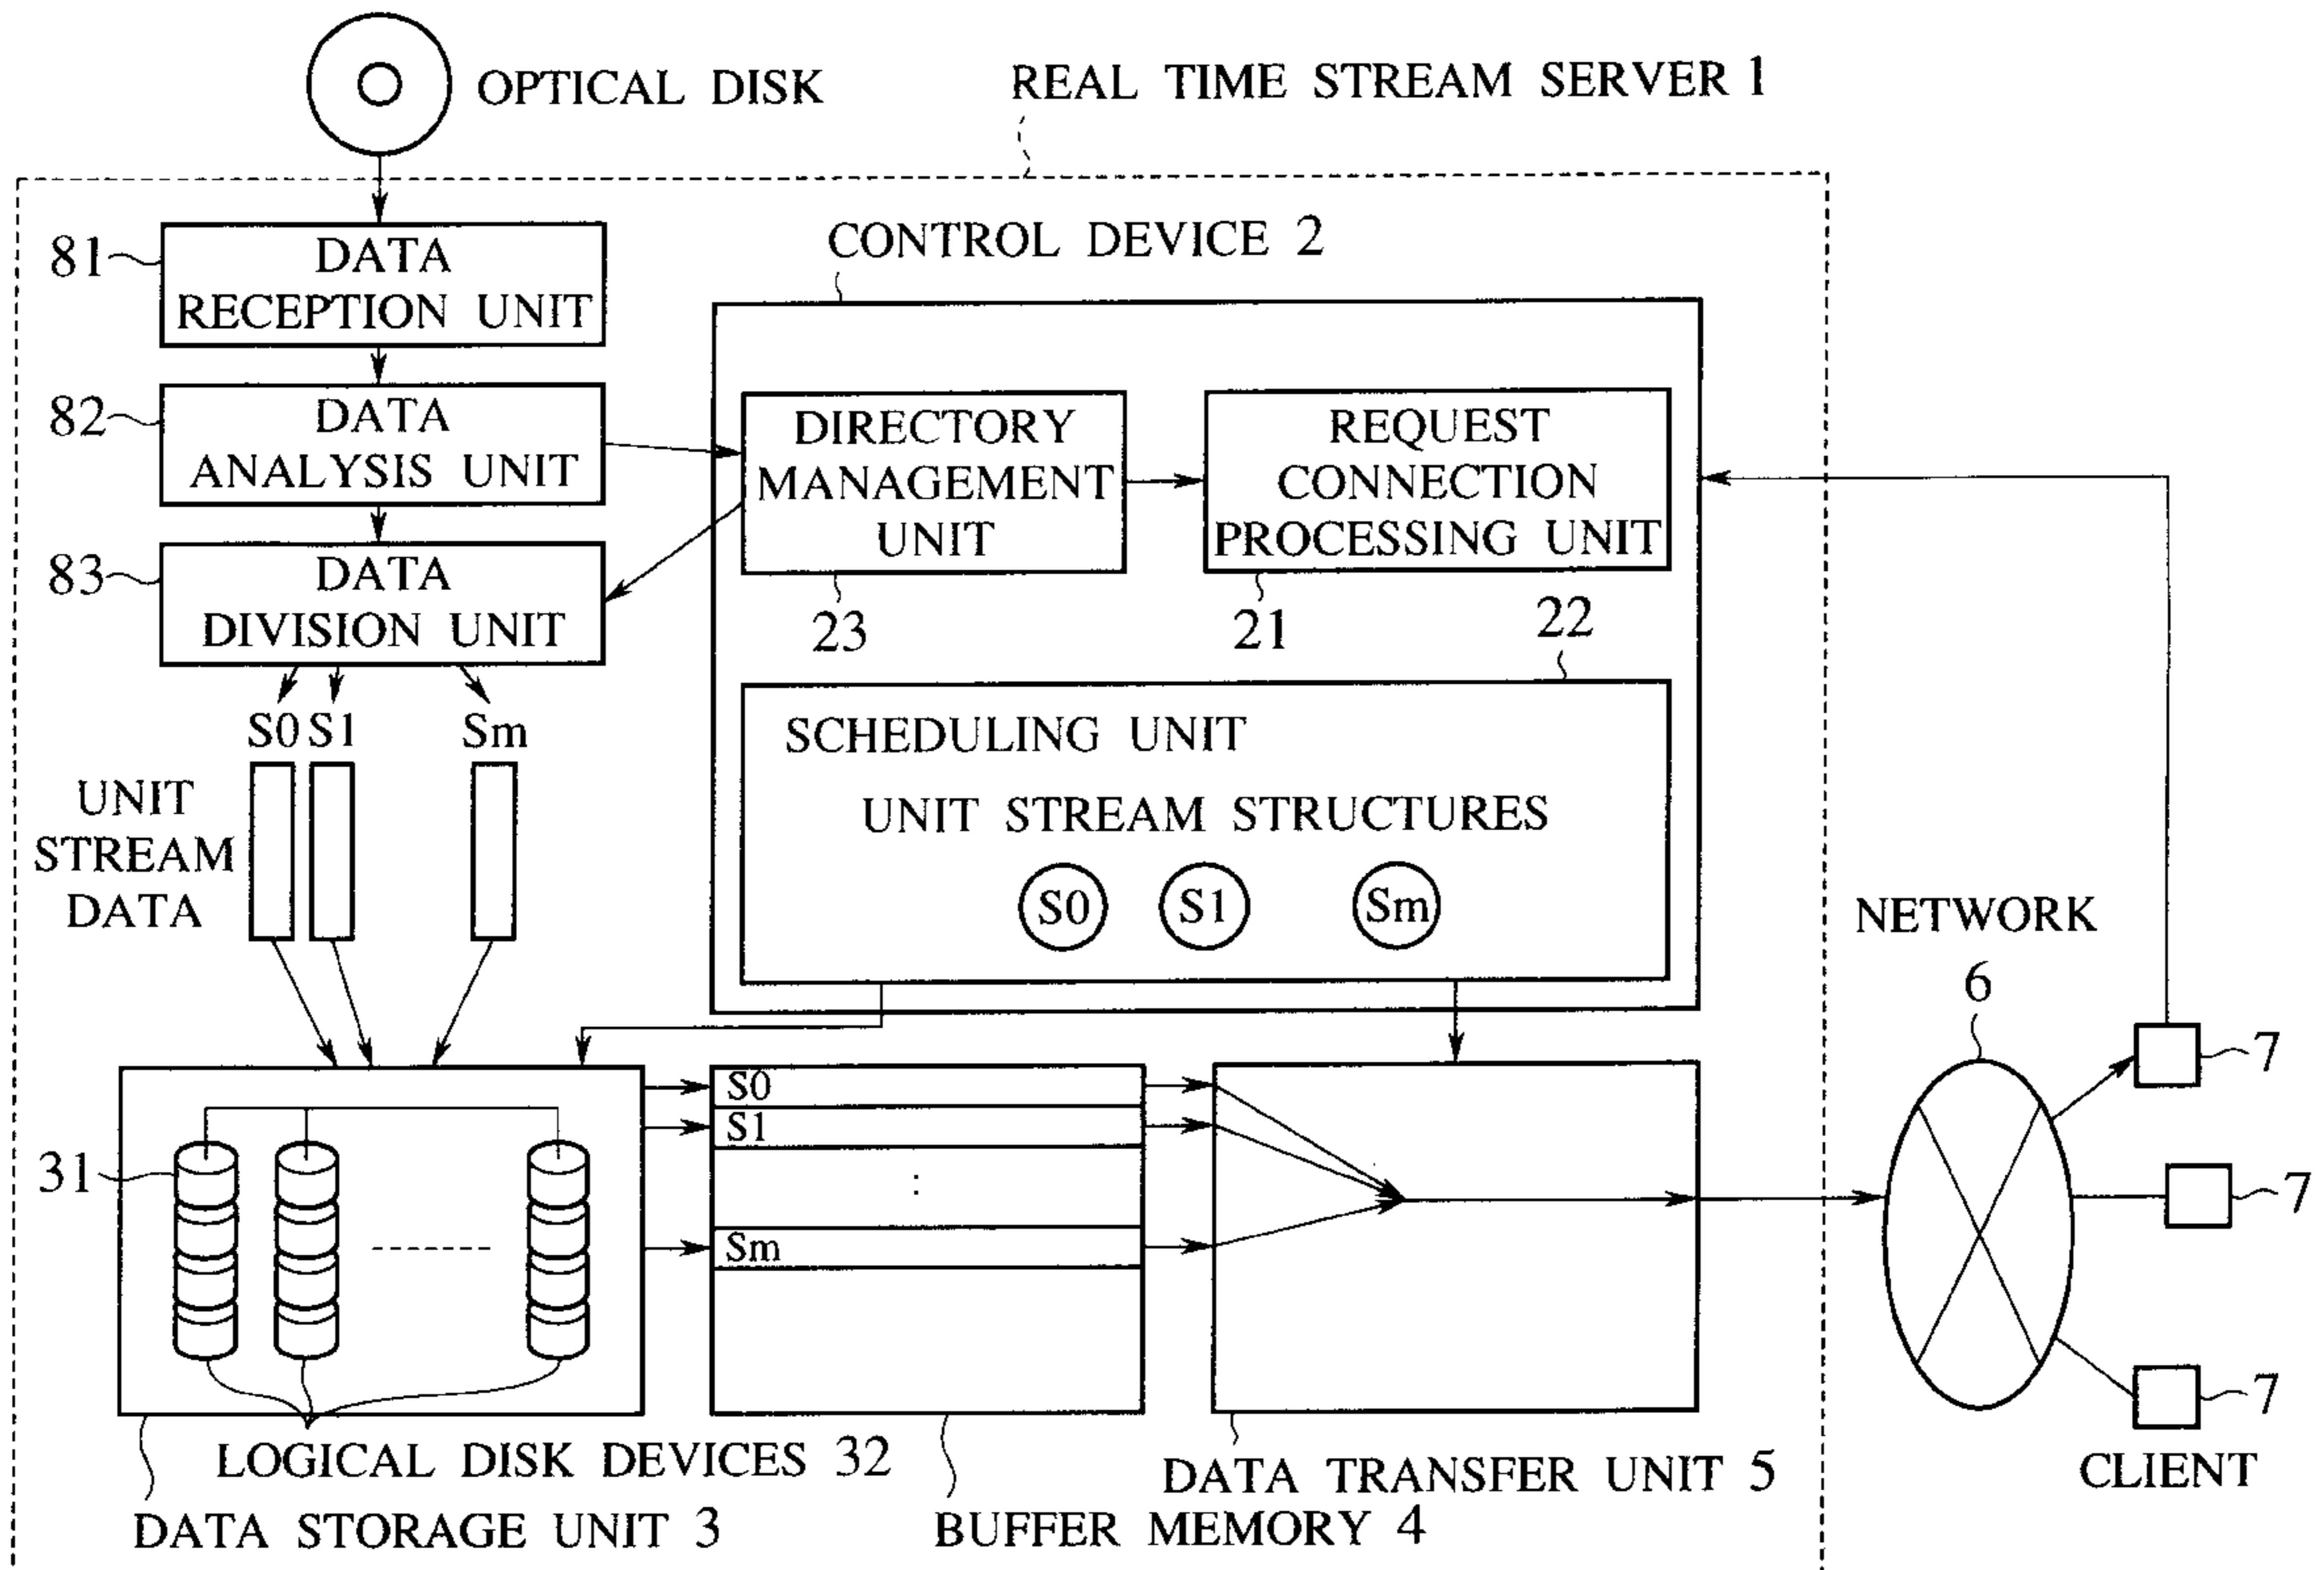 OPTICAL DISK
REAL TIME STREAM SERVER 1
CONTROL DEVICE 2
81
DATA
RECEPTION UNIT
82
DATA
ANALYSIS UNIT
DIRECTORY
MANAGEMENT
UNIT
23
REQUEST
CONNECTION
PROCESSING UNIT
21
83
DATA
DIVISION UNIT
22
S0 S1 Sm
UNIT
STREAM
DATA
SCHEDULING UNIT
UNIT STREAM STRUCTURES
S0 S1 Sm
NETWORK
6
31
S0
S1
:
Sm
7
7
7
CLIENT
LOGICAL DISK DEVICES 32
DATA STORAGE UNIT 3
BUFFER MEMORY 4
DATA TRANSFER UNIT 5